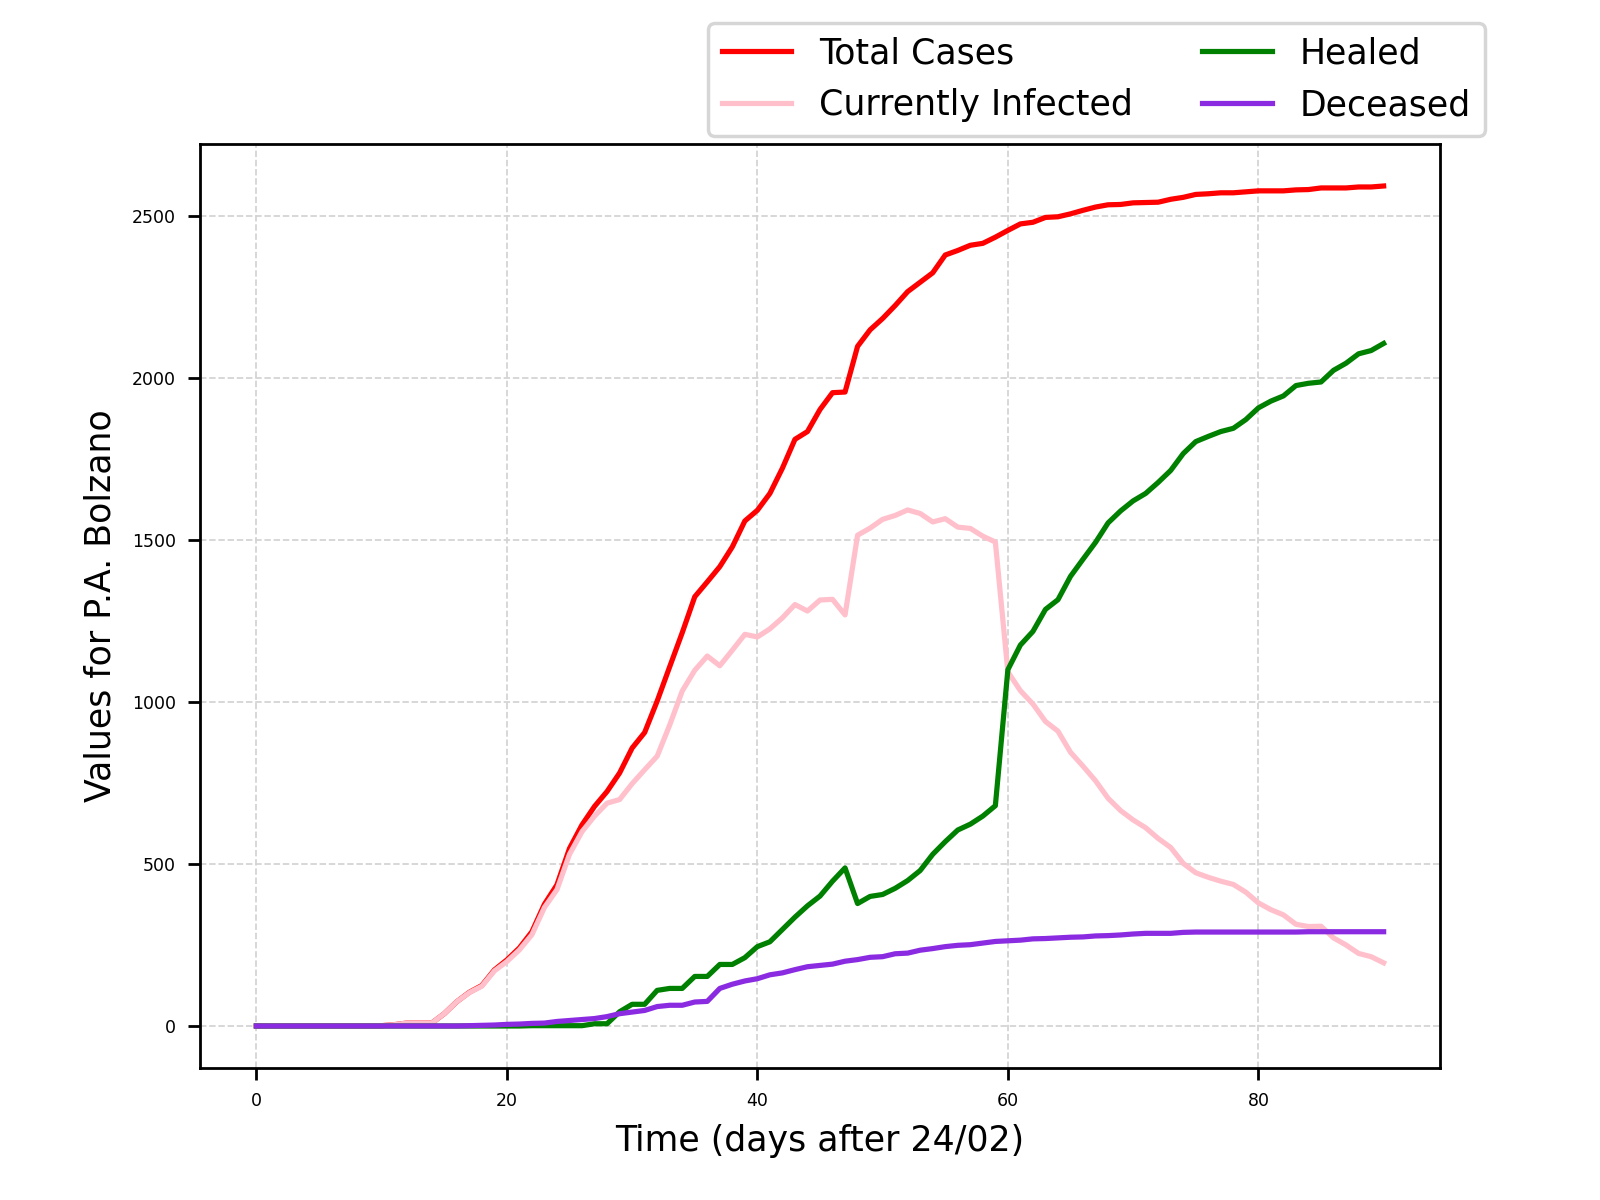 Total Cases
Currently Infected
Healed
Deceased
Values for P.A. Bolzano
2500
2000
1500
1000
500
0
0 20 40 60 80
Time (days after 24/02)